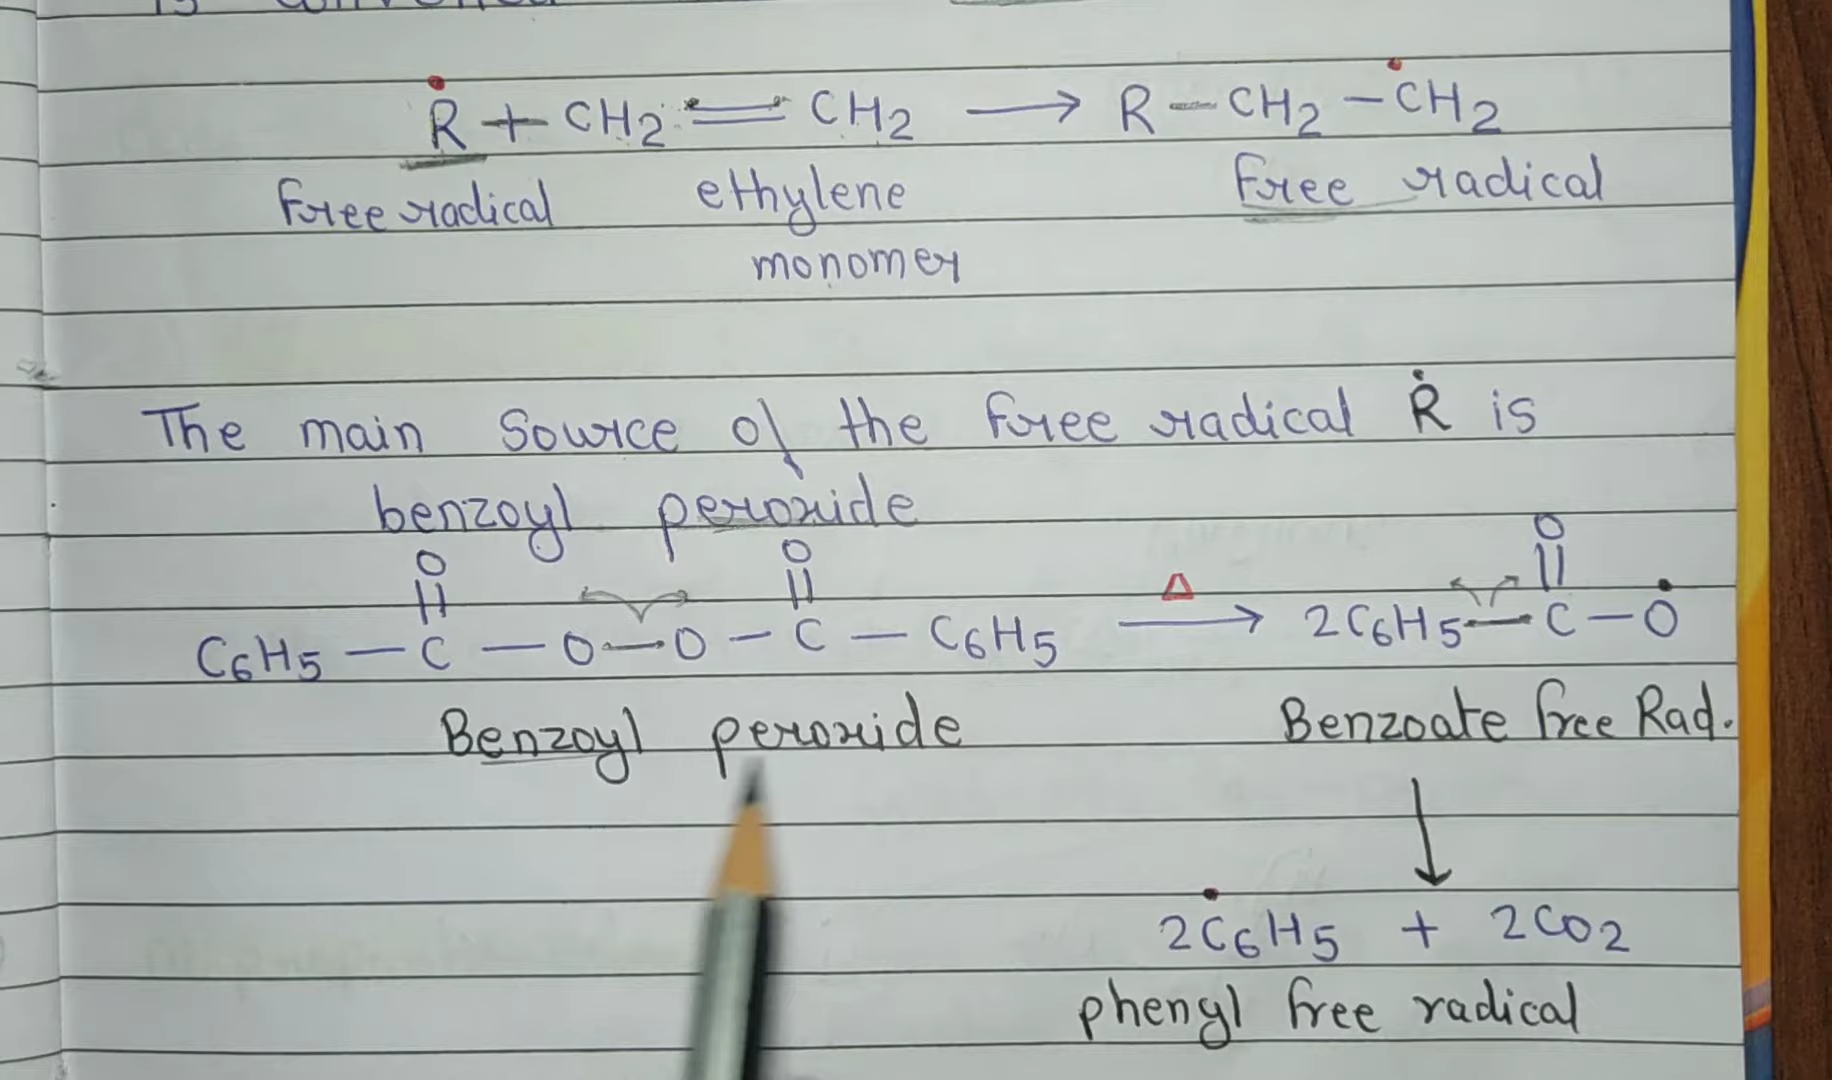 Ṙ + CH2 = CH2 → R - CH2 - ĊH2
free radical ethylene free radical
monomer
The main source of the free radical Ṙ is
benzoyl peroxide
O O O
|| || ||
C6H5 - C - O - O - C - C6H5 Δ → 2C6H5 - C - Ȯ
Benzoyl peroxide Benzoate free Rad.
↓
2Ċ6H5 + 2CO2
phenyl free radical